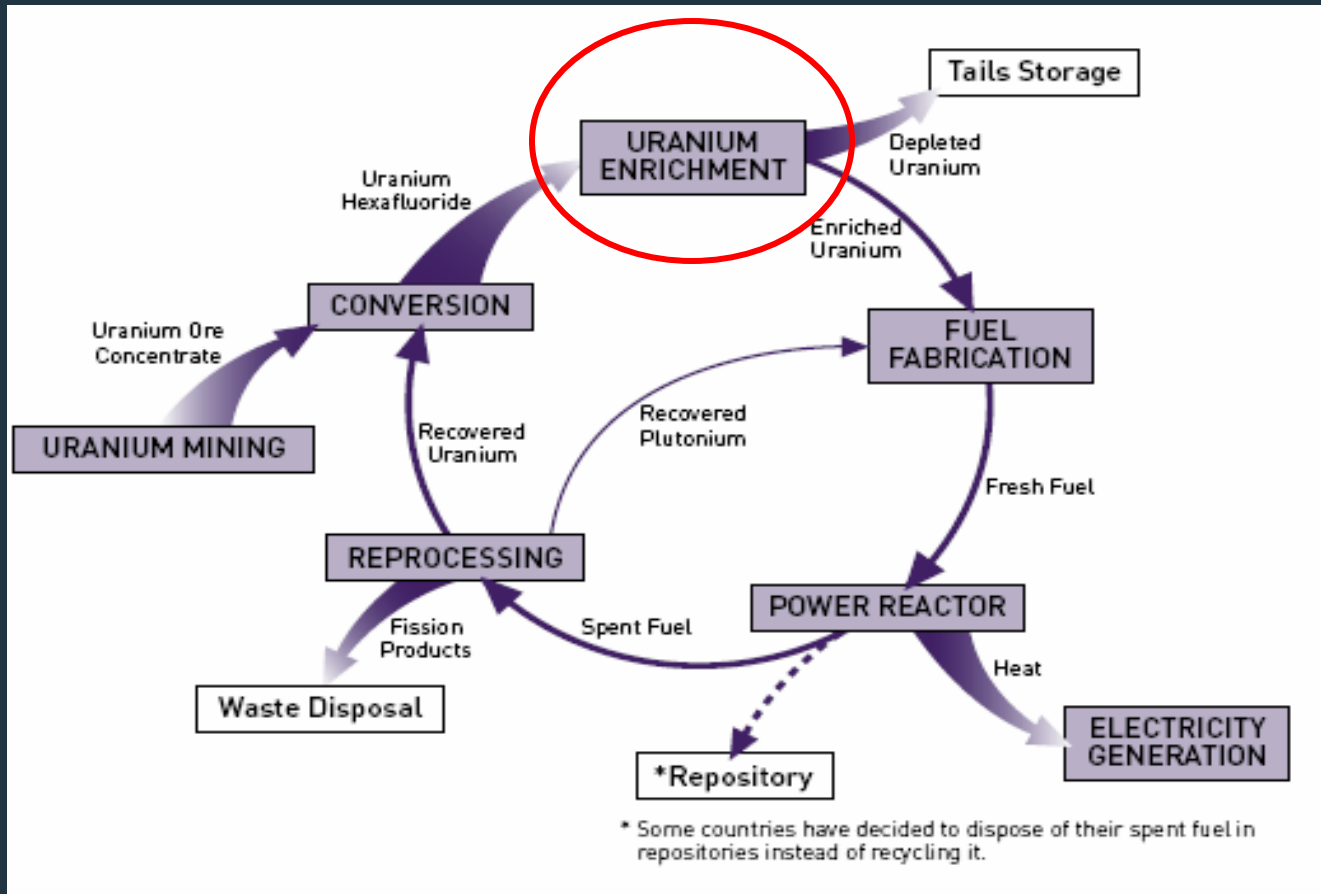 Tails Storage
URANIUM
ENRICHMENT
Depleted
Uranium
Uranium
Hexafluoride
Enriched
Uranium
CONVERSION
Uranium Ore
Concentrate
FUEL
FABRICATION
Recovered
Plutonium
Recovered
Uranium
URANIUM MINING
Fresh Fuel
REPROCESSING
POWER REACTOR
Fission
Products
Spent Fuel
Heat
Waste Disposal
ELECTRICITY
GENERATION
*Repository
* Some countries have decided to dispose of their spent fuel in
repositories instead of recycling it.